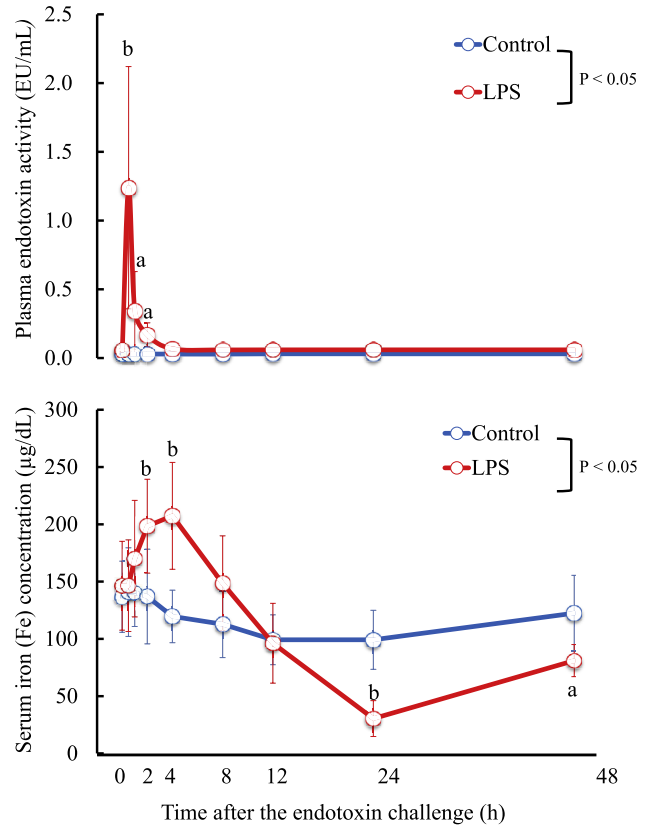 Plasma endotoxin activity (EU/mL)
2.5
2.0
1.5
1.0
0.5
0.0
b
a
a
Control
LPS
P < 0.05
Serum iron (Fe) concentration (µg/dL)
300
250
200
150
100
50
0
b
b
b
a
Control
LPS
P < 0.05
0 2 4 8 12 24 48
Time after the endotoxin challenge (h)